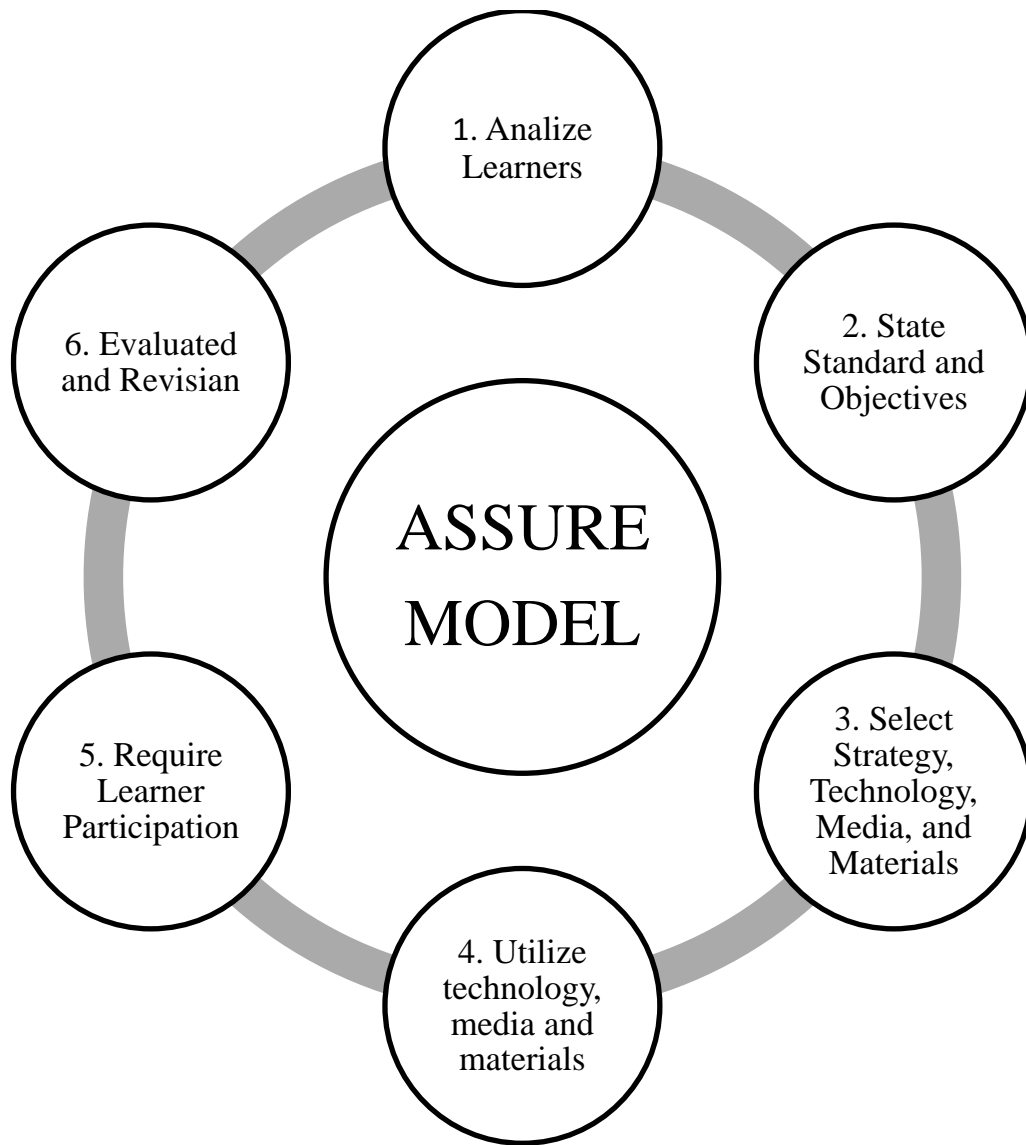 1. Analize
Learners
2. State
Standard and
Objectives
3. Select
Strategy,
Technology,
Media, and
Materials
4. Utilize
technology,
media and
materials
5. Require
Learner
Participation
6. Evaluated
and Revisian
ASSURE
MODEL